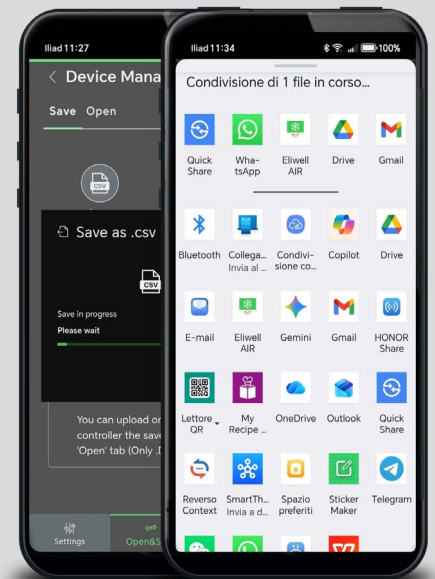 Iliad 11:27
< Device Mana
Save Open
CSV
Save as .csv
CSV
Save in progress
Please wait
You can upload or
controller the save
'Open' tab (Only .D
Settings
Open&S
Iliad 11:34
100%
Condivisione di 1 file in corso...
Quick
Share
Wha-
tsApp
Eliwell
AIR
Drive
Gmail
Bluetooth
Collega...
Invia al ...
Condivi-
sione co...
Copilot
Drive
E-mail
Eliwell
AIR
Gemini
Gmail
HONOR
Share
Lettore
QR
My
Recipe ...
OneDrive
Outlook
Quick
Share
Reverso
Context
SmartTh...
Invia a d...
Spazio
preferiti
Sticker
Maker
Telegram